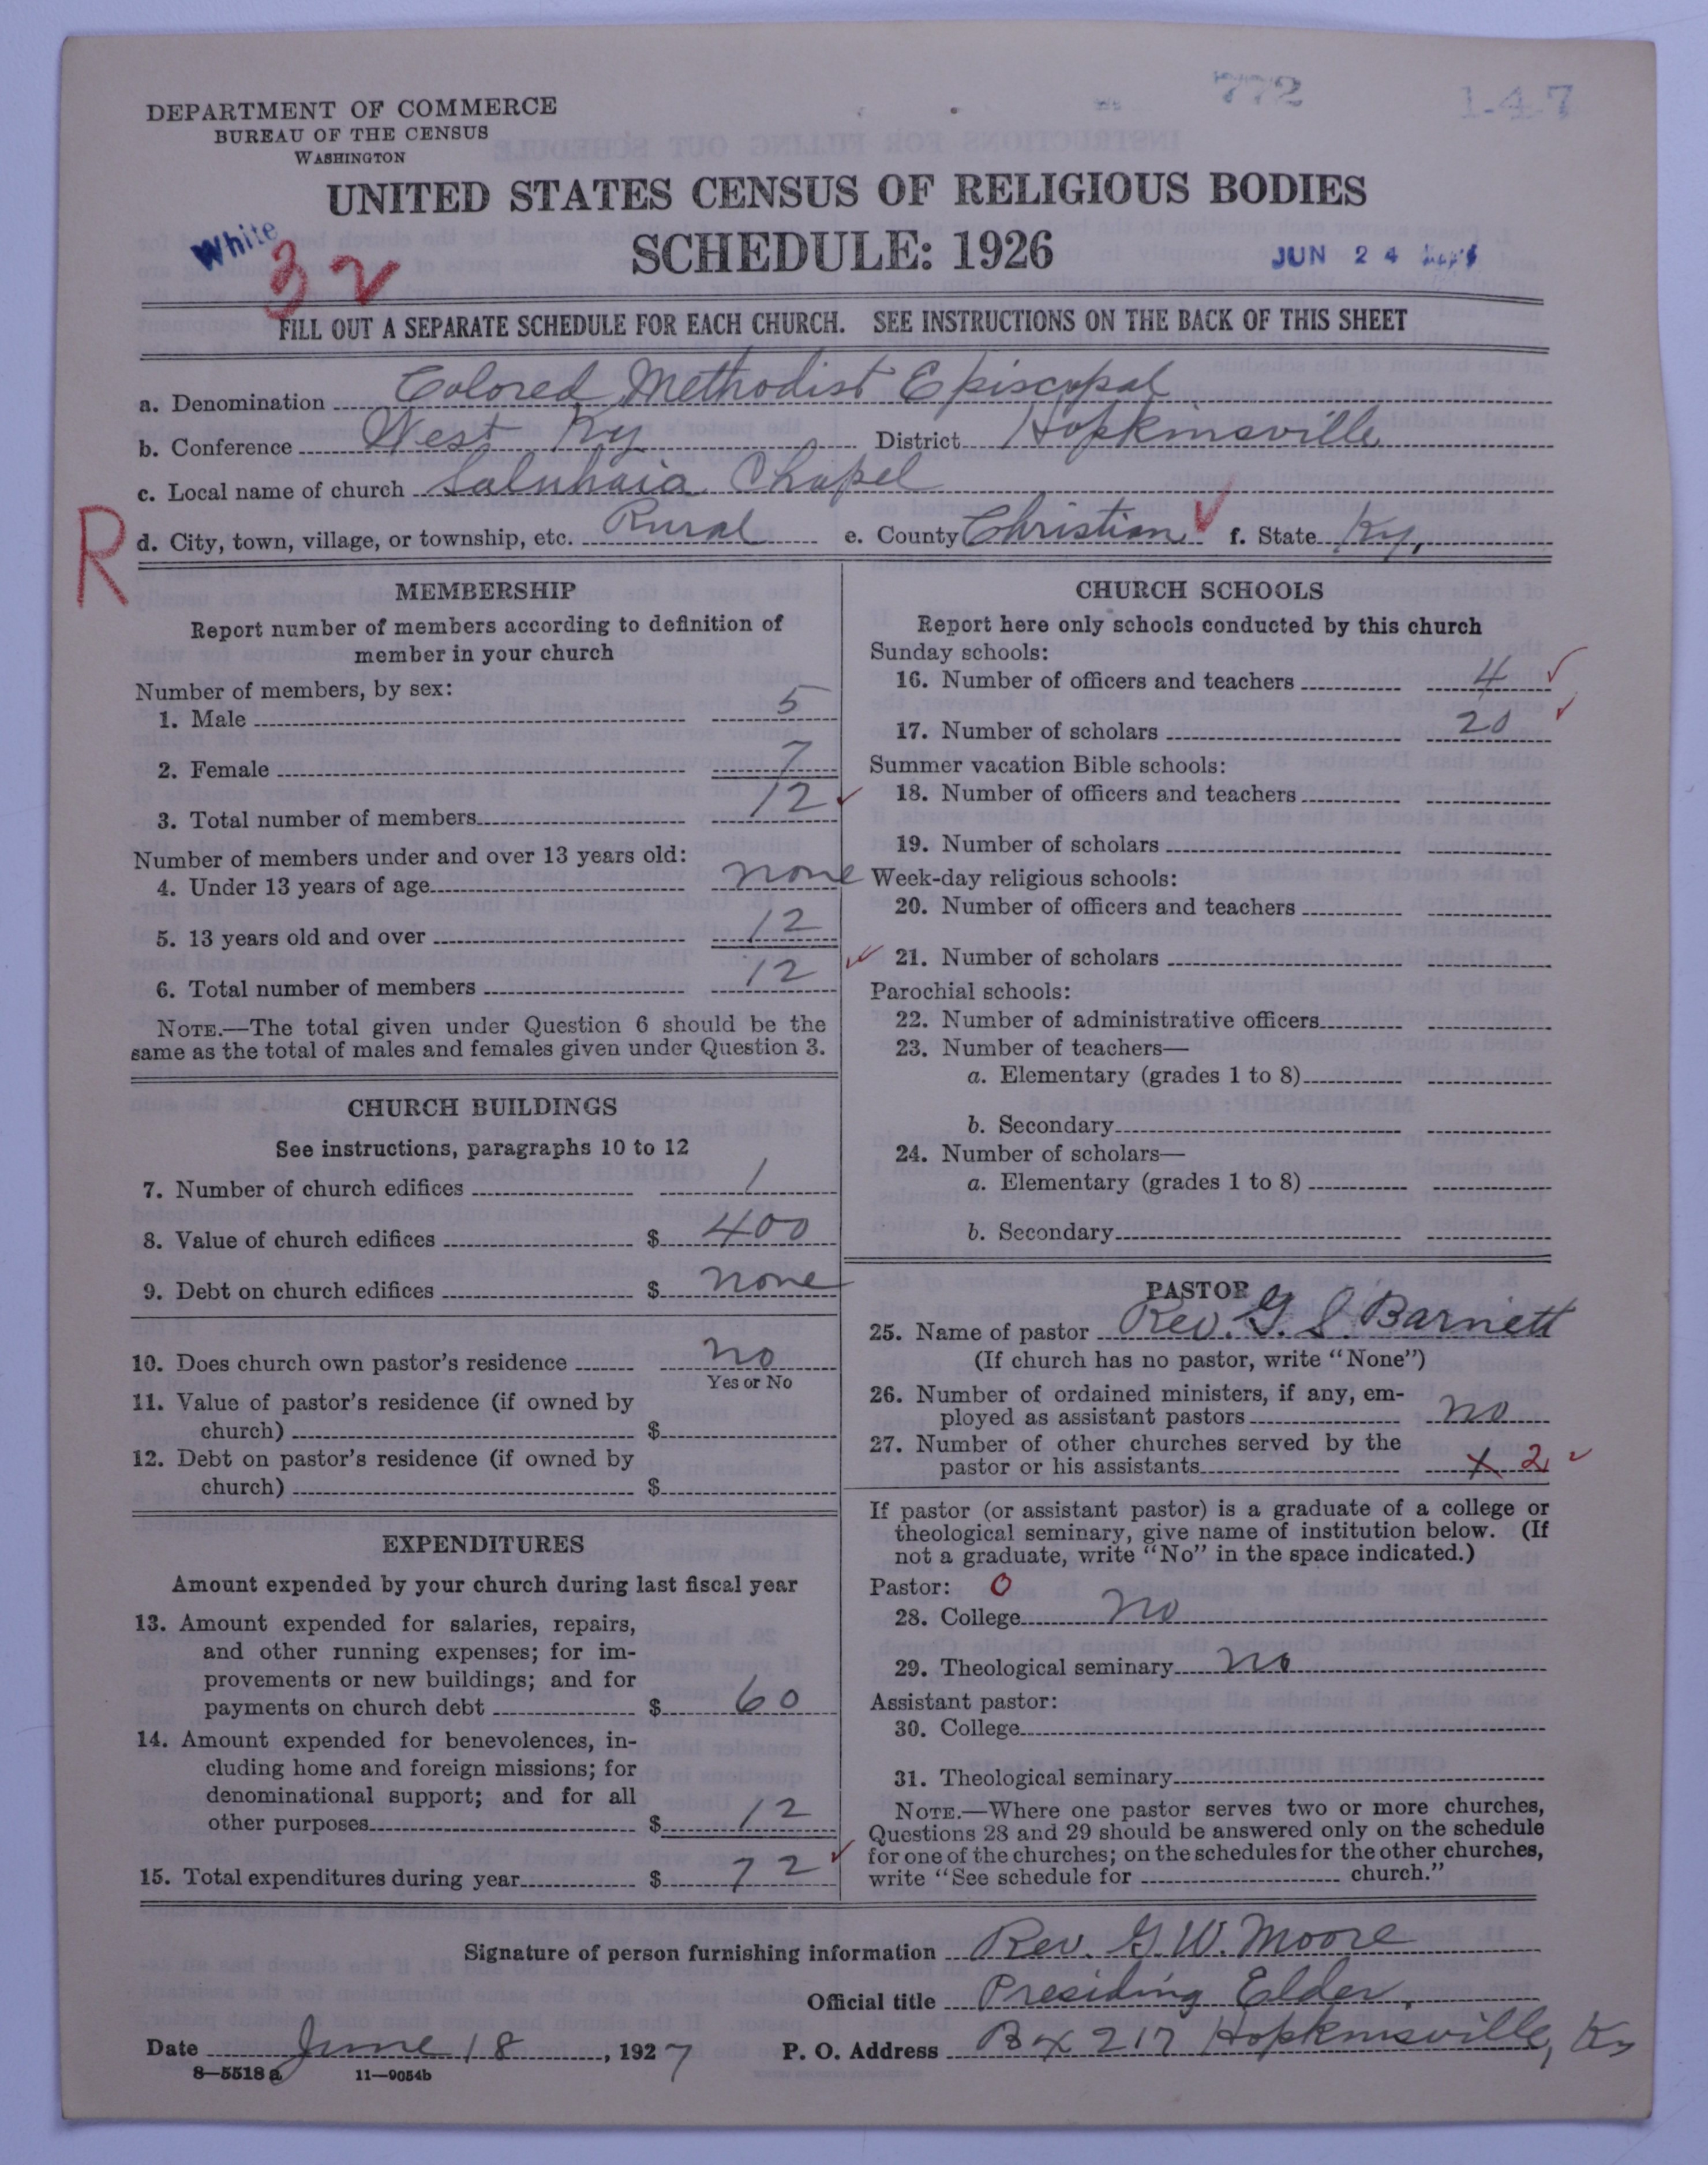 772
1-4-7
DEPARTMENT OF COMMERCE
BUREAU OF THE CENSUS
WASHINGTON
UNITED STATES CENSUS OF RELIGIOUS BODIES
White
32
SCHEDULE: 1926
JUN 24
FILL OUT A SEPARATE SCHEDULE FOR EACH CHURCH. SEE INSTRUCTIONS ON THE BACK OF THIS SHEET
a. Denomination Colored Methodist Episcopal
b. Conference West Ky District Hopkinsville
c. Local name of church Chapel
R
d. City, town, village, or township, etc. Rural e. County Christian ✓ f. State Ky,
MEMBERSHIP
Report number of members according to definition of
member in your church
Number of members, by sex:
1. Male 5
2. Female 7
3. Total number of members 12 ✓
Number of members under and over 13 years old:
4. Under 13 years of age none
5. 13 years old and over 12
6. Total number of members 12 ✓
NOTE.—The total given under Question 6 should be the
same as the total of males and females given under Question 3.
CHURCH BUILDINGS
See instructions, paragraphs 10 to 12
7. Number of church edifices 1
8. Value of church edifices $ 400
9. Debt on church edifices $ none
10. Does church own pastor's residence no
Yes or No
11. Value of pastor's residence (if owned by
church) $
12. Debt on pastor's residence (if owned by
church) $
EXPENDITURES
Amount expended by your church during last fiscal year
13. Amount expended for salaries, repairs,
and other running expenses; for im-
provements or new buildings; and for
payments on church debt $ 60
14. Amount expended for benevolences, in-
cluding home and foreign missions; for
denominational support; and for all
other purposes $ 12
15. Total expenditures during year $ 72 ✓
CHURCH SCHOOLS
Report here only schools conducted by this church
Sunday schools:
16. Number of officers and teachers 4 ✓
17. Number of scholars 20 ✓
Summer vacation Bible schools:
18. Number of officers and teachers
19. Number of scholars
Week-day religious schools:
20. Number of officers and teachers
21. Number of scholars
Parochial schools:
22. Number of administrative officers
23. Number of teachers—
a. Elementary (grades 1 to 8)
b. Secondary
24. Number of scholars—
a. Elementary (grades 1 to 8)
b. Secondary
PASTOR
25. Name of pastor Rev. G. S. Barnett
(If church has no pastor, write "None")
26. Number of ordained ministers, if any, em-
ployed as assistant pastors no
27. Number of other churches served by the
pastor or his assistants x 2 ✓
If pastor (or assistant pastor) is a graduate of a college or
theological seminary, give name of institution below. (If
not a graduate, write "No" in the space indicated.)
Pastor: 0
28. College no
29. Theological seminary no
Assistant pastor:
30. College
31. Theological seminary
NOTE.—Where one pastor serves two or more churches,
Questions 28 and 29 should be answered only on the schedule
for one of the churches; on the schedules for the other churches,
write "See schedule for church."
Signature of person furnishing information Rev. G. W. Moore
Official title Presiding Elder.
Date June 18, 1927 P. O. Address Bx 217 Hopkinsville, Ky
8—5518 a 11—9054b